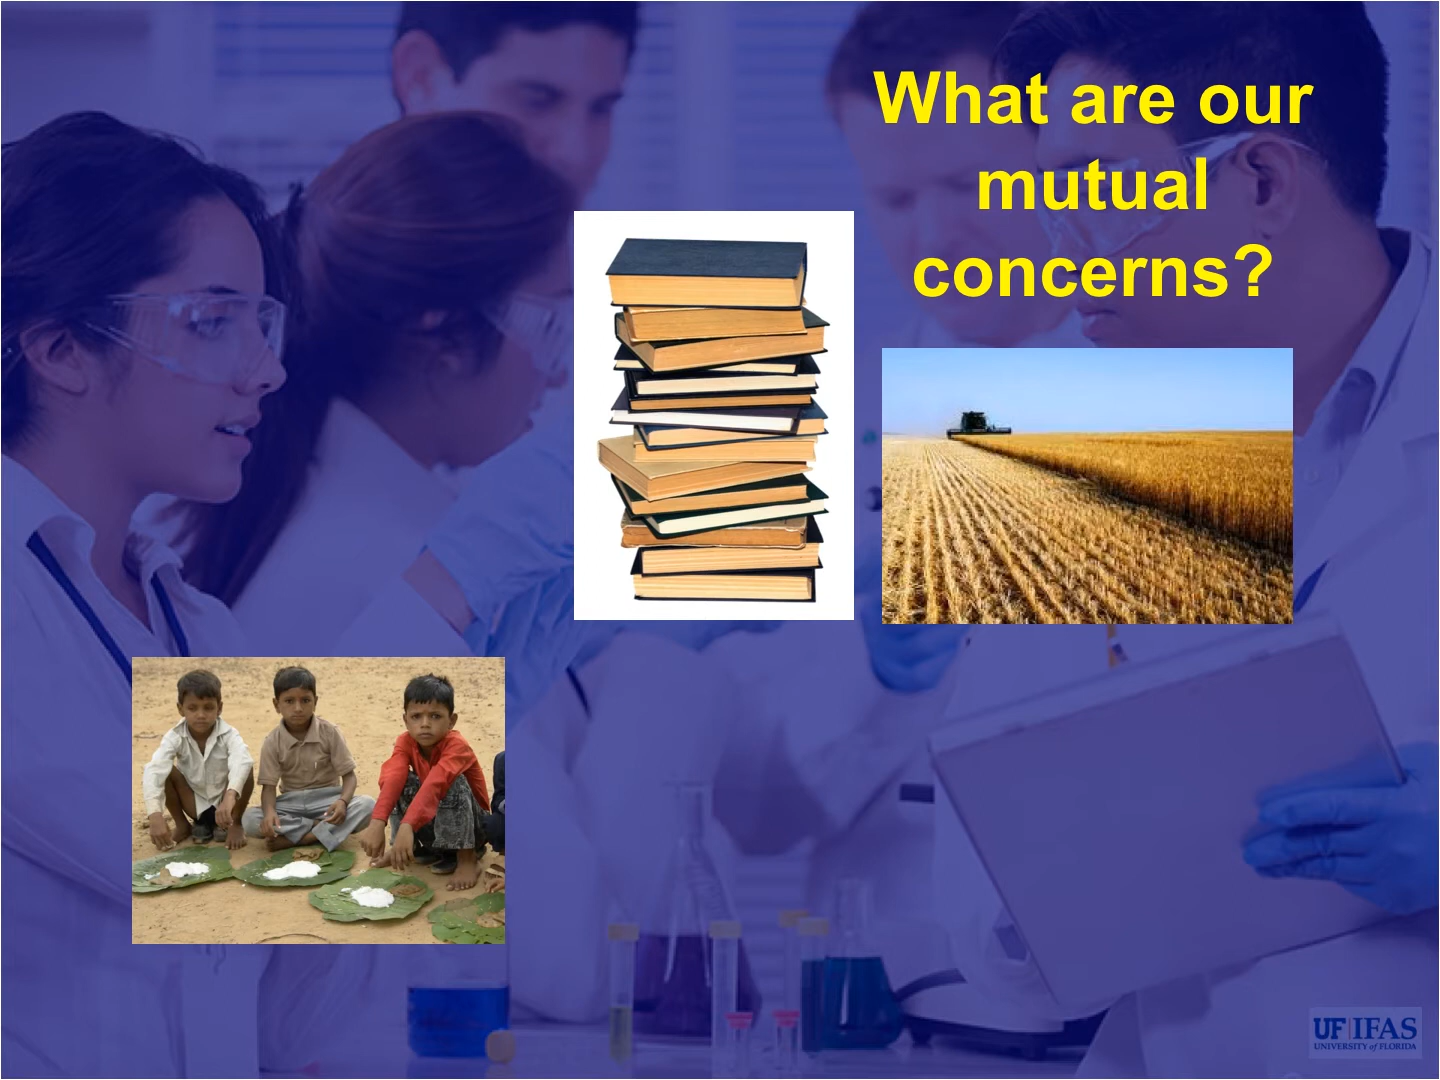 What are our
mutual
concerns?
UF|IFAS
UNIVERSITY of FLORIDA